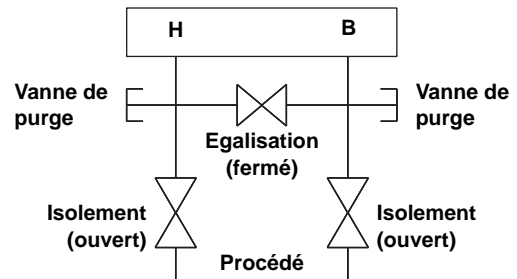 H
B
Vanne de
purge
Vanne de
purge
Egalisation
(fermé)
Isolement
(ouvert)
Isolement
(ouvert)
Procédé